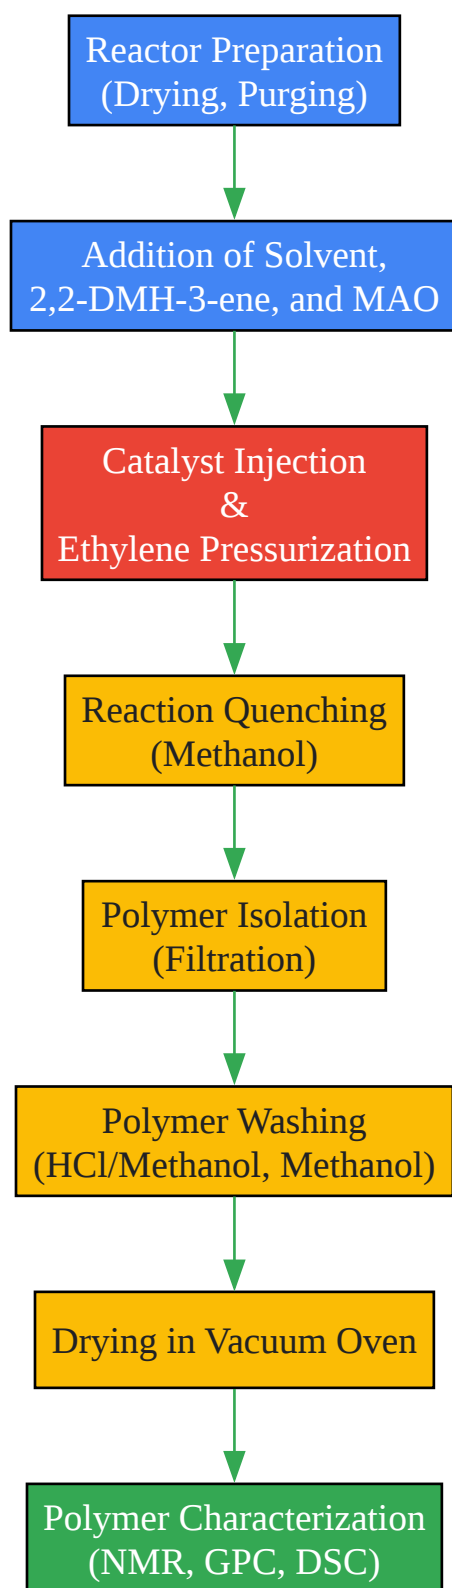 Reactor Preparation
(Drying, Purging)
Addition of Solvent,
2,2-DMH-3-ene, and MAO
Catalyst Injection
&
Ethylene Pressurization
Reaction Quenching
(Methanol)
Polymer Isolation
(Filtration)
Polymer Washing
(HCl/Methanol, Methanol)
Drying in Vacuum Oven
Polymer Characterization
(NMR, GPC, DSC)